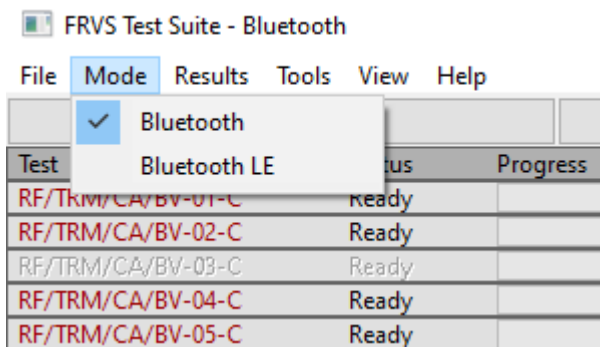 FRVS Test Suite - Bluetooth
File Mode Results Tools View Help
Bluetooth
Bluetooth LE
Test Progress
RF/TRM/CA/BV-01-C Ready
RF/TRM/CA/BV-02-C Ready
RF/TRM/CA/BV-03-C Ready
RF/TRM/CA/BV-04-C Ready
RF/TRM/CA/BV-05-C Ready